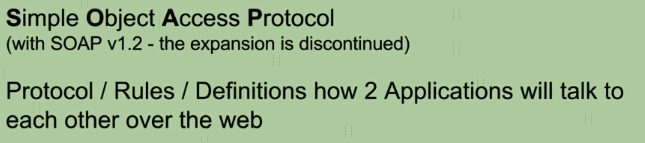 Simple Object Access Protocol
(with SOAP v1.2 - the expansion is discontinued)
Protocol / Rules / Definitions how 2 Applications will talk to
each other over the web